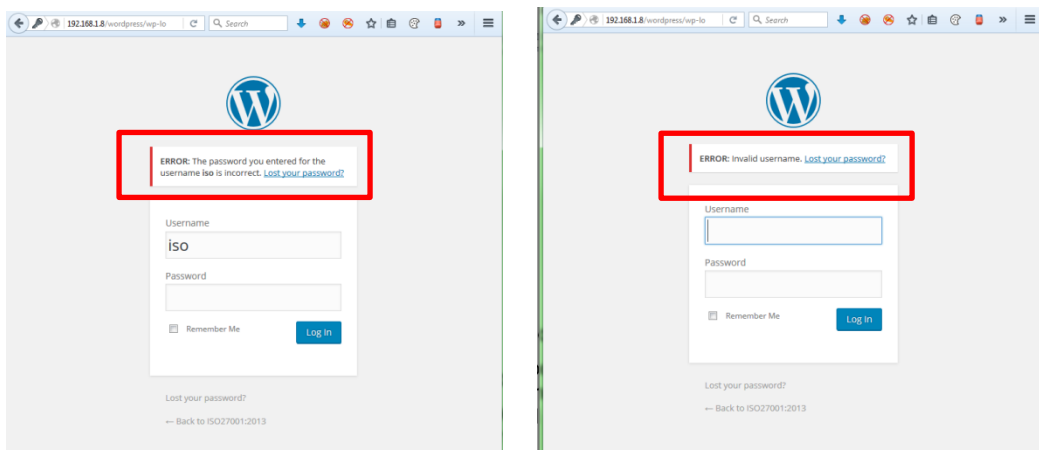 192.168.1.8/wordpress/wp-lo
Search
ERROR: The password you entered for the
username iso is incorrect. Lost your password?
Username
iso
Password
Remember Me
Log In
Lost your password?
← Back to ISO27001:2013
192.168.1.8/wordpress/wp-lo
Search
ERROR: Invalid username. Lost your password?
Username
Password
Remember Me
Log In
Lost your password?
← Back to ISO27001:2013